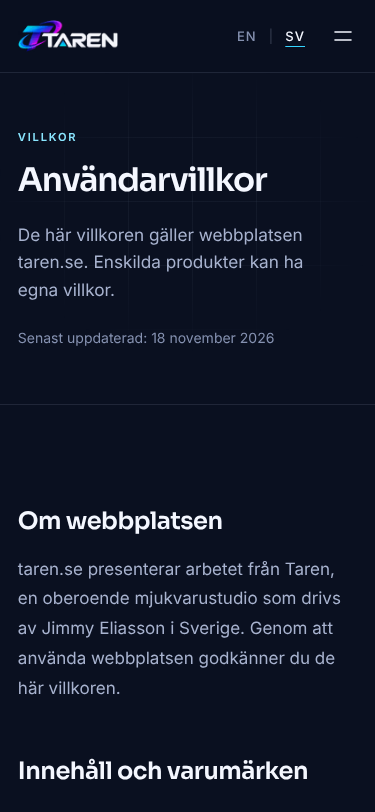 TAREN
EN | SV
VILLKOR
Användarvillkor
De här villkoren gäller webbplatsen
taren.se. Enskilda produkter kan ha
egna villkor.
Senast uppdaterad: 18 november 2026
Om webbplatsen
taren.se presenterar arbetet från Taren,
en oberoende mjukvarustudio som drivs
av Jimmy Eliasson i Sverige. Genom att
använda webbplatsen godkänner du de
här villkoren.
Innehåll och varumärken